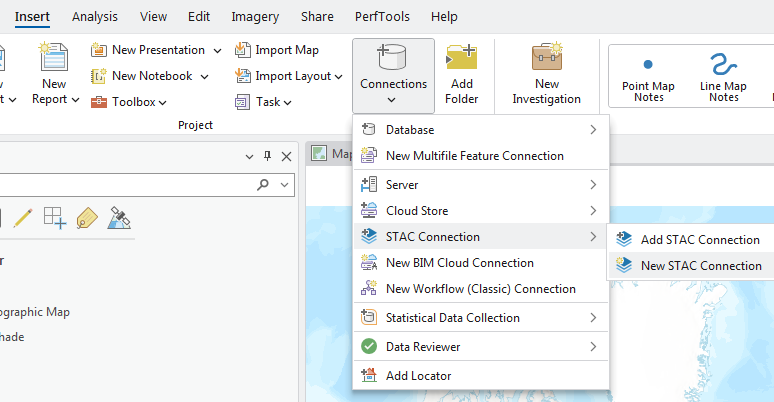 Insert Analysis View Edit Imagery Share PerfTools Help
New Presentation
Import Map
New Notebook
Import Layout
New
Report
Toolbox
Task
Connections
Add
Folder
New
Investigation
Point Map
Notes
Line Map
Notes
Project
Database
New Multifile Feature Connection
Server
Cloud Store
STAC Connection
New BIM Cloud Connection
New Workflow (Classic) Connection
Statistical Data Collection
Data Reviewer
Add Locator
Add STAC Connection
New STAC Connection
Map
ographic Map
hade